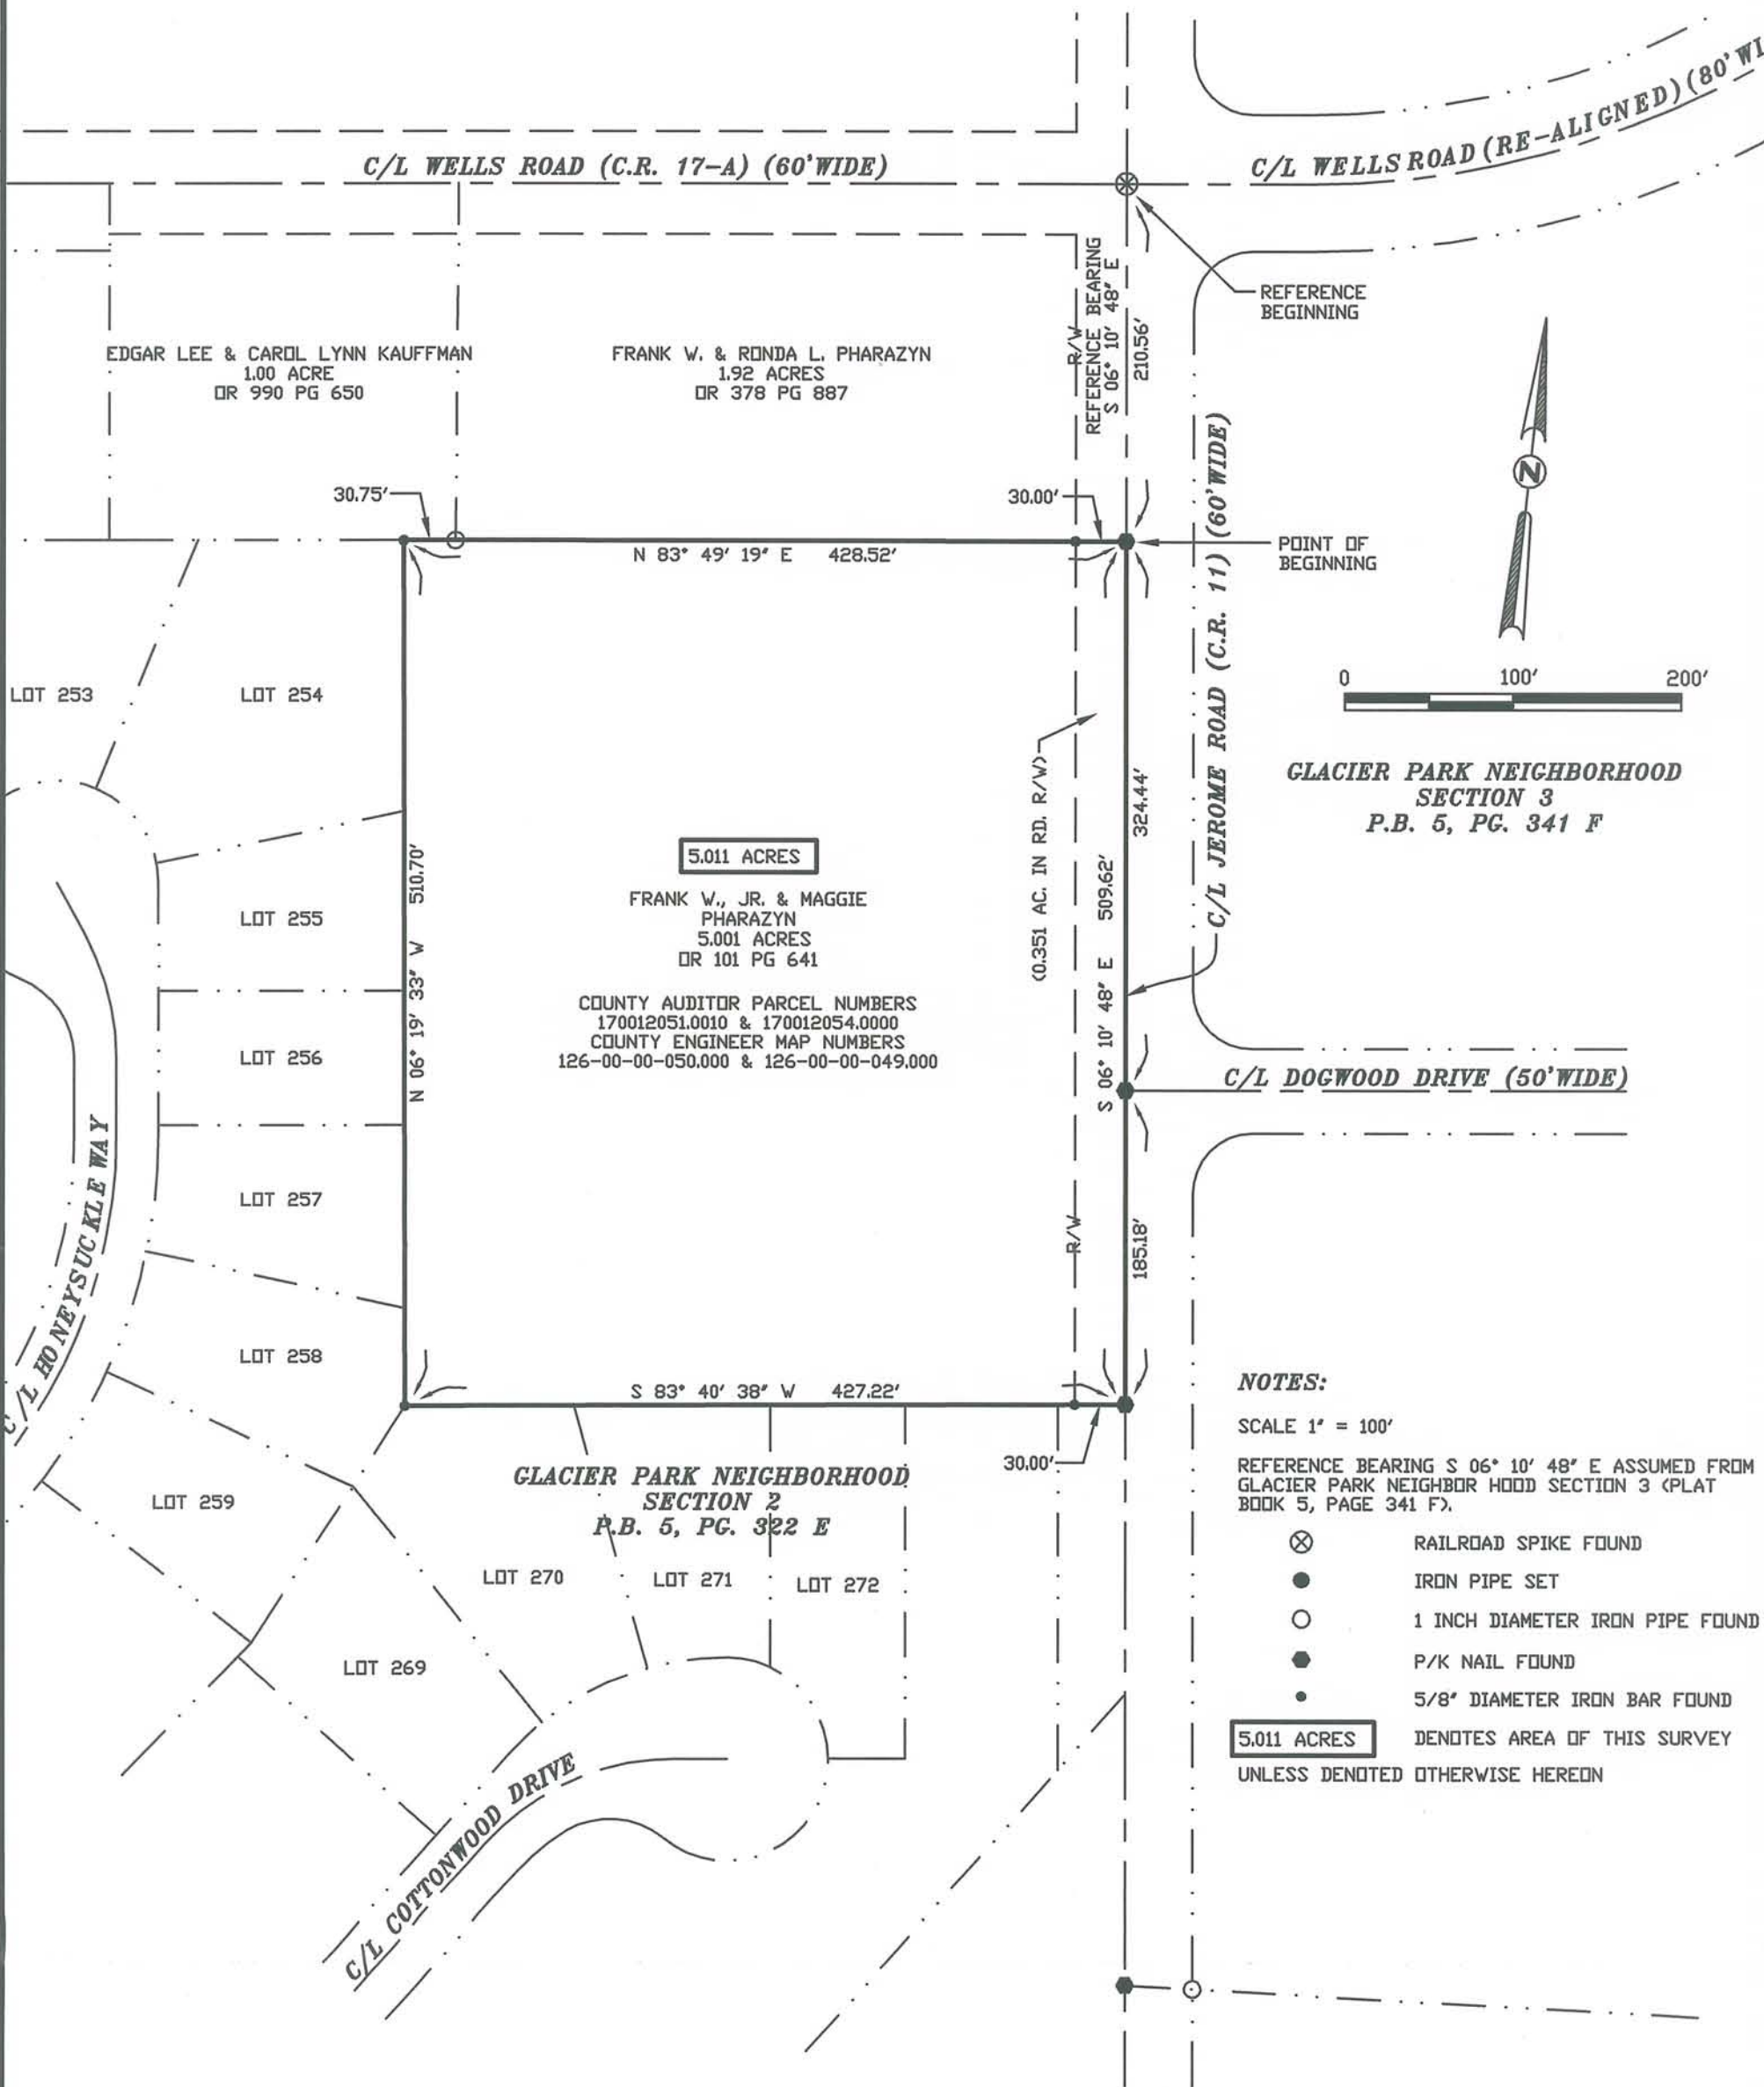 C/L WELLS ROAD (C.R. 17-A) (60'WIDE)
C/L WELLS ROAD (RE-ALIGNED) (80'
REFERENCE BEARING
S 06° 10' 48" E
210.56'
R/W
REFERENCE
BEGINNING
EDGAR LEE & CAROL LYNN KAUFFMAN
1.00 ACRE
OR 990 PG 650
FRANK W. & RONDA L. PHARAZYN
1.92 ACRES
OR 378 PG 887
30.75'
30.00'
N 83° 49' 19" E 428.52'
POINT OF
BEGINNING
N
C/L JEROME ROAD (C.R. 11) (60'WIDE)
0 100' 200'
GLACIER PARK NEIGHBORHOOD
SECTION 3
P.B. 5, PG. 341 F
LOT 253
LOT 254
LOT 255
LOT 256
LOT 257
LOT 258
N 06° 19' 33" W 510.70'
5.011 ACRES
FRANK W., JR. & MAGGIE
PHARAZYN
5.001 ACRES
OR 101 PG 641
COUNTY AUDITOR PARCEL NUMBERS
170012051.0010 & 170012054.0000
COUNTY ENGINEER MAP NUMBERS
126-00-00-050.000 & 126-00-00-049.000
(0.351 AC. IN RD. R/W)
S 06° 10' 48" E 509.62'
324.44'
185.18'
R/W
C/L DOGWOOD DRIVE (50'WIDE)
C/L HONEYSUCKLE WAY
S 83° 40' 38" W 427.22'
30.00'
GLACIER PARK NEIGHBORHOOD
SECTION 2
P.B. 5, PG. 322 E
LOT 259
LOT 269
LOT 270
LOT 271
LOT 272
C/L COTTONWOOD DRIVE
NOTES:
SCALE 1" = 100'
REFERENCE BEARING S 06° 10' 48" E ASSUMED FROM
GLACIER PARK NEIGHBOR HOOD SECTION 3 (PLAT
BOOK 5, PAGE 341 F).
RAILROAD SPIKE FOUND
IRON PIPE SET
1 INCH DIAMETER IRON PIPE FOUND
P/K NAIL FOUND
5/8" DIAMETER IRON BAR FOUND
5.011 ACRES DENOTES AREA OF THIS SURVEY
UNLESS DENOTED OTHERWISE HEREON